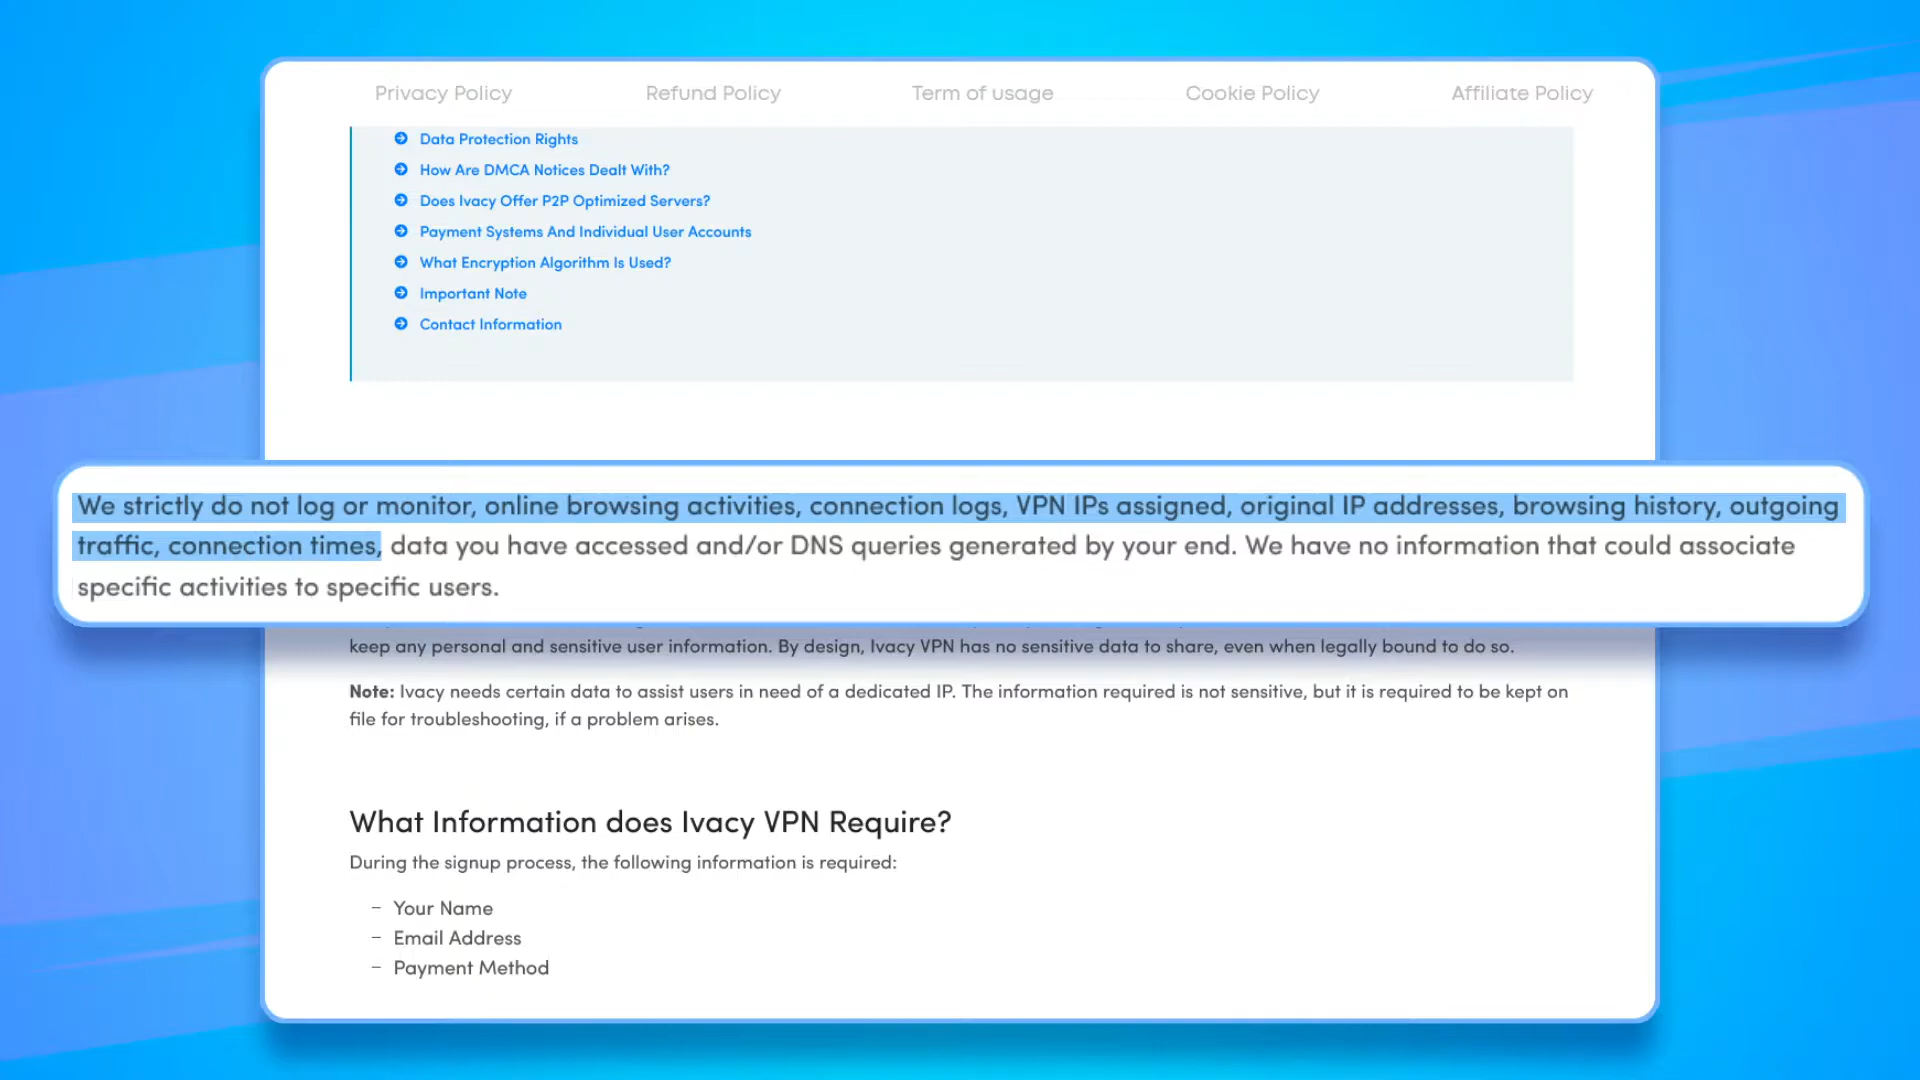 Privacy Policy Refund Policy Term of usage Cookie Policy Affiliate Policy
Data Protection Rights
How Are DMCA Notices Dealt With?
Does Ivacy Offer P2P Optimized Servers?
Payment Systems And Individual User Accounts
What Encryption Algorithm Is Used?
Important Note
Contact Information
We strictly do not log or monitor, online browsing activities, connection logs, VPN IPs assigned, original IP addresses, browsing history, outgoing
traffic, connection times, data you have accessed and/or DNS queries generated by your end. We have no information that could associate
specific activities to specific users.
keep any personal and sensitive user information. By design, Ivacy VPN has no sensitive data to share, even when legally bound to do so.
Note: Ivacy needs certain data to assist users in need of a dedicated IP. The information required is not sensitive, but it is required to be kept on
file for troubleshooting, if a problem arises.
What Information does Ivacy VPN Require?
During the signup process, the following information is required:
– Your Name
– Email Address
– Payment Method